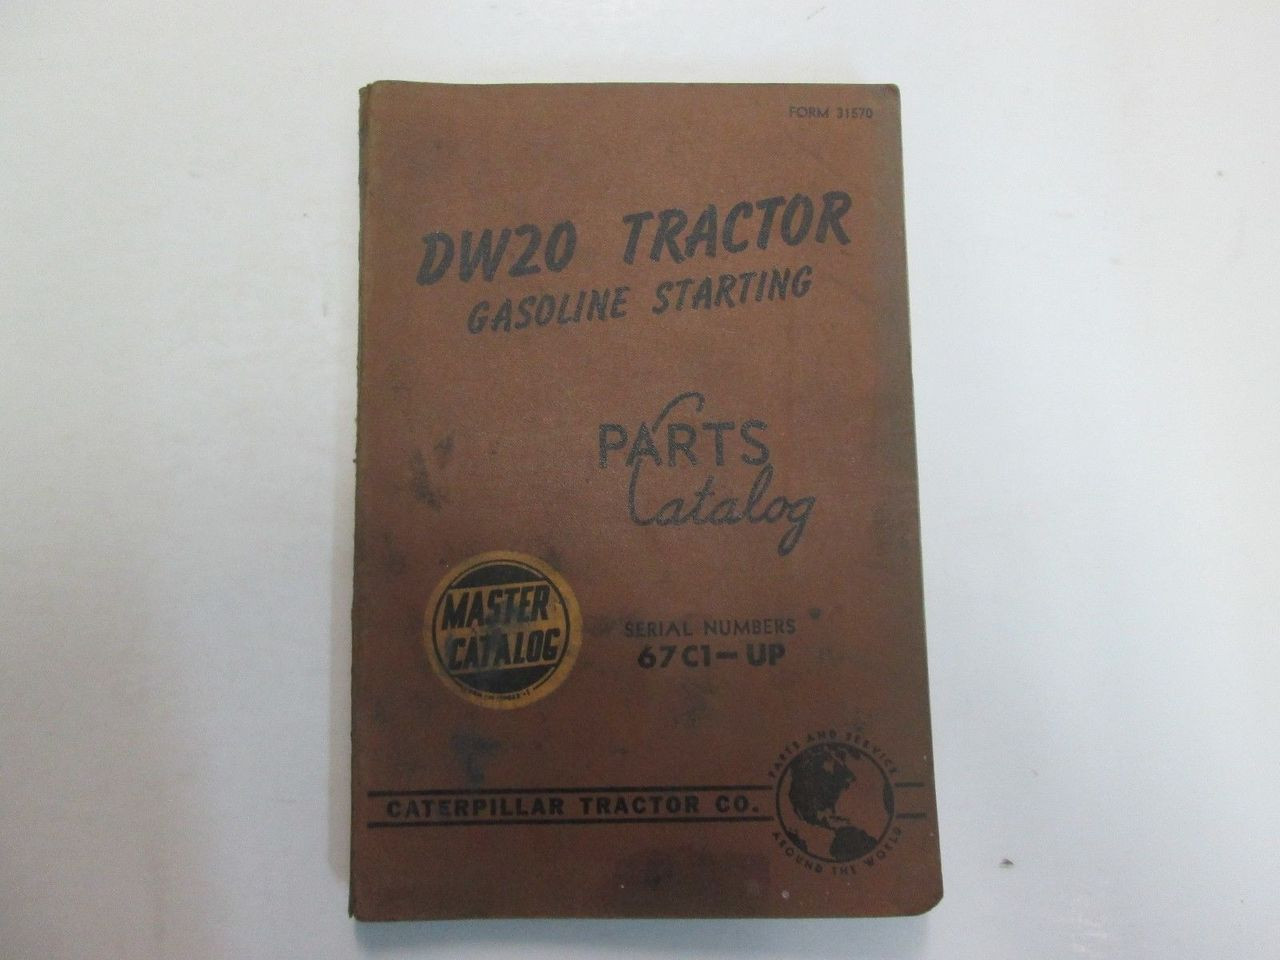 FORM 31570
DW20 TRACTOR
GASOLINE STARTING
PARTS
Catalog
MASTER
CATALOG
SERIAL NUMBERS
67C1-UP
PARTS AND SERVICE
CATERPILLAR TRACTOR CO.
AROUND THE WORLD